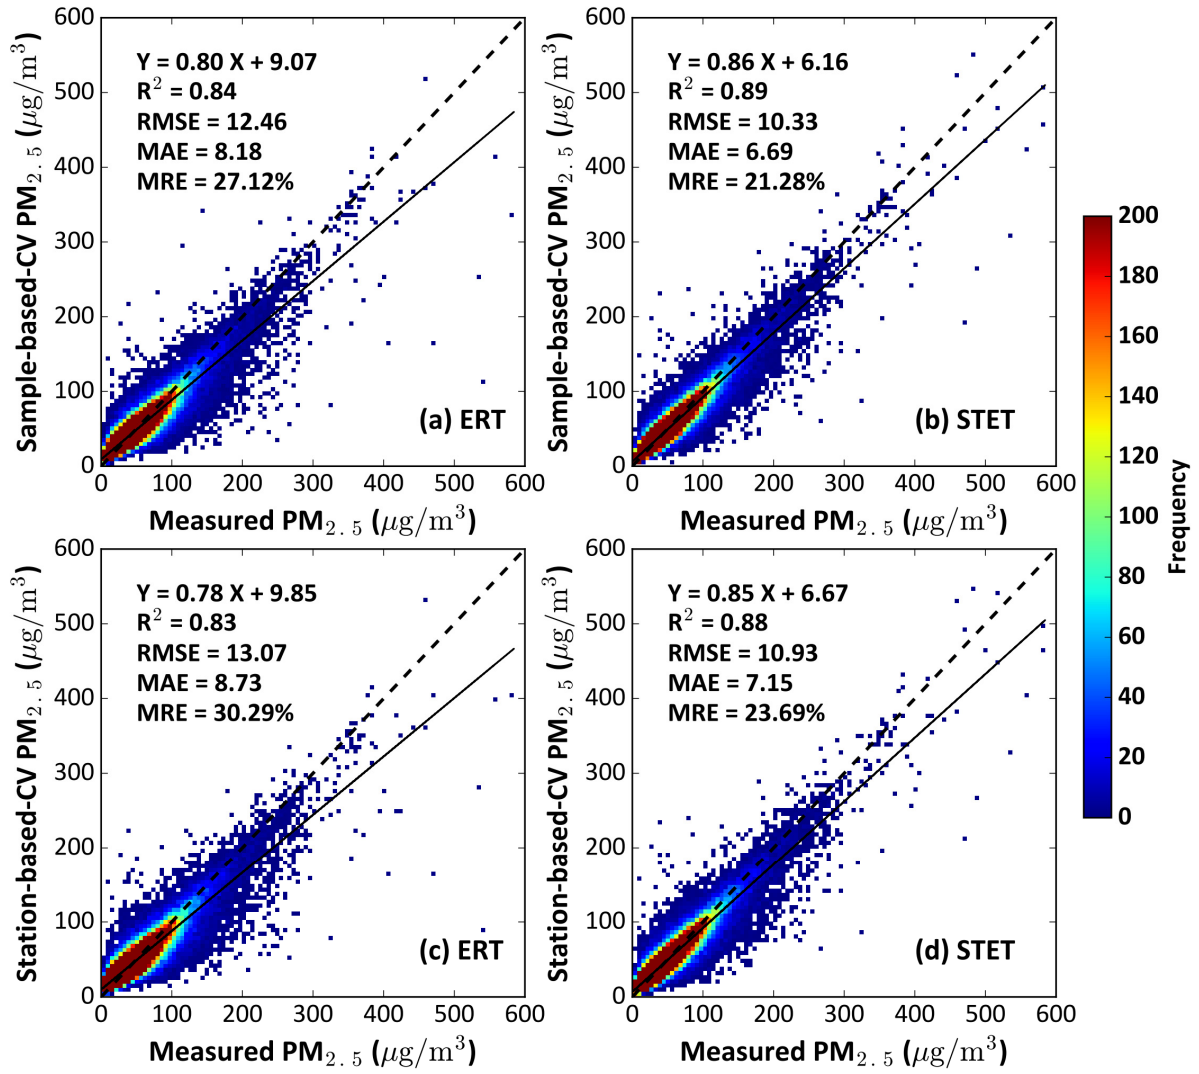 Y = 0.80 X + 9.07
R² = 0.84
RMSE = 12.46
MAE = 8.18
MRE = 27.12%
(a) ERT
600
500
400
300
200
100
0
0 100 200 300 400 500 600
Sample-based-CV PM2.5 (μg/m³)
Measured PM2.5 (μg/m³)
Y = 0.86 X + 6.16
R² = 0.89
RMSE = 10.33
MAE = 6.69
MRE = 21.28%
(b) STET
600
500
400
300
200
100
0
0 100 200 300 400 500 600
Sample-based-CV PM2.5 (μg/m³)
Measured PM2.5 (μg/m³)
Y = 0.78 X + 9.85
R² = 0.83
RMSE = 13.07
MAE = 8.73
MRE = 30.29%
(c) ERT
600
500
400
300
200
100
0
0 100 200 300 400 500 600
Station-based-CV PM2.5 (μg/m³)
Measured PM2.5 (μg/m³)
Y = 0.85 X + 6.67
R² = 0.88
RMSE = 10.93
MAE = 7.15
MRE = 23.69%
(d) STET
600
500
400
300
200
100
0
0 100 200 300 400 500 600
Station-based-CV PM2.5 (μg/m³)
Measured PM2.5 (μg/m³)
200
180
160
140
120
100
80
60
40
20
0
Frequency